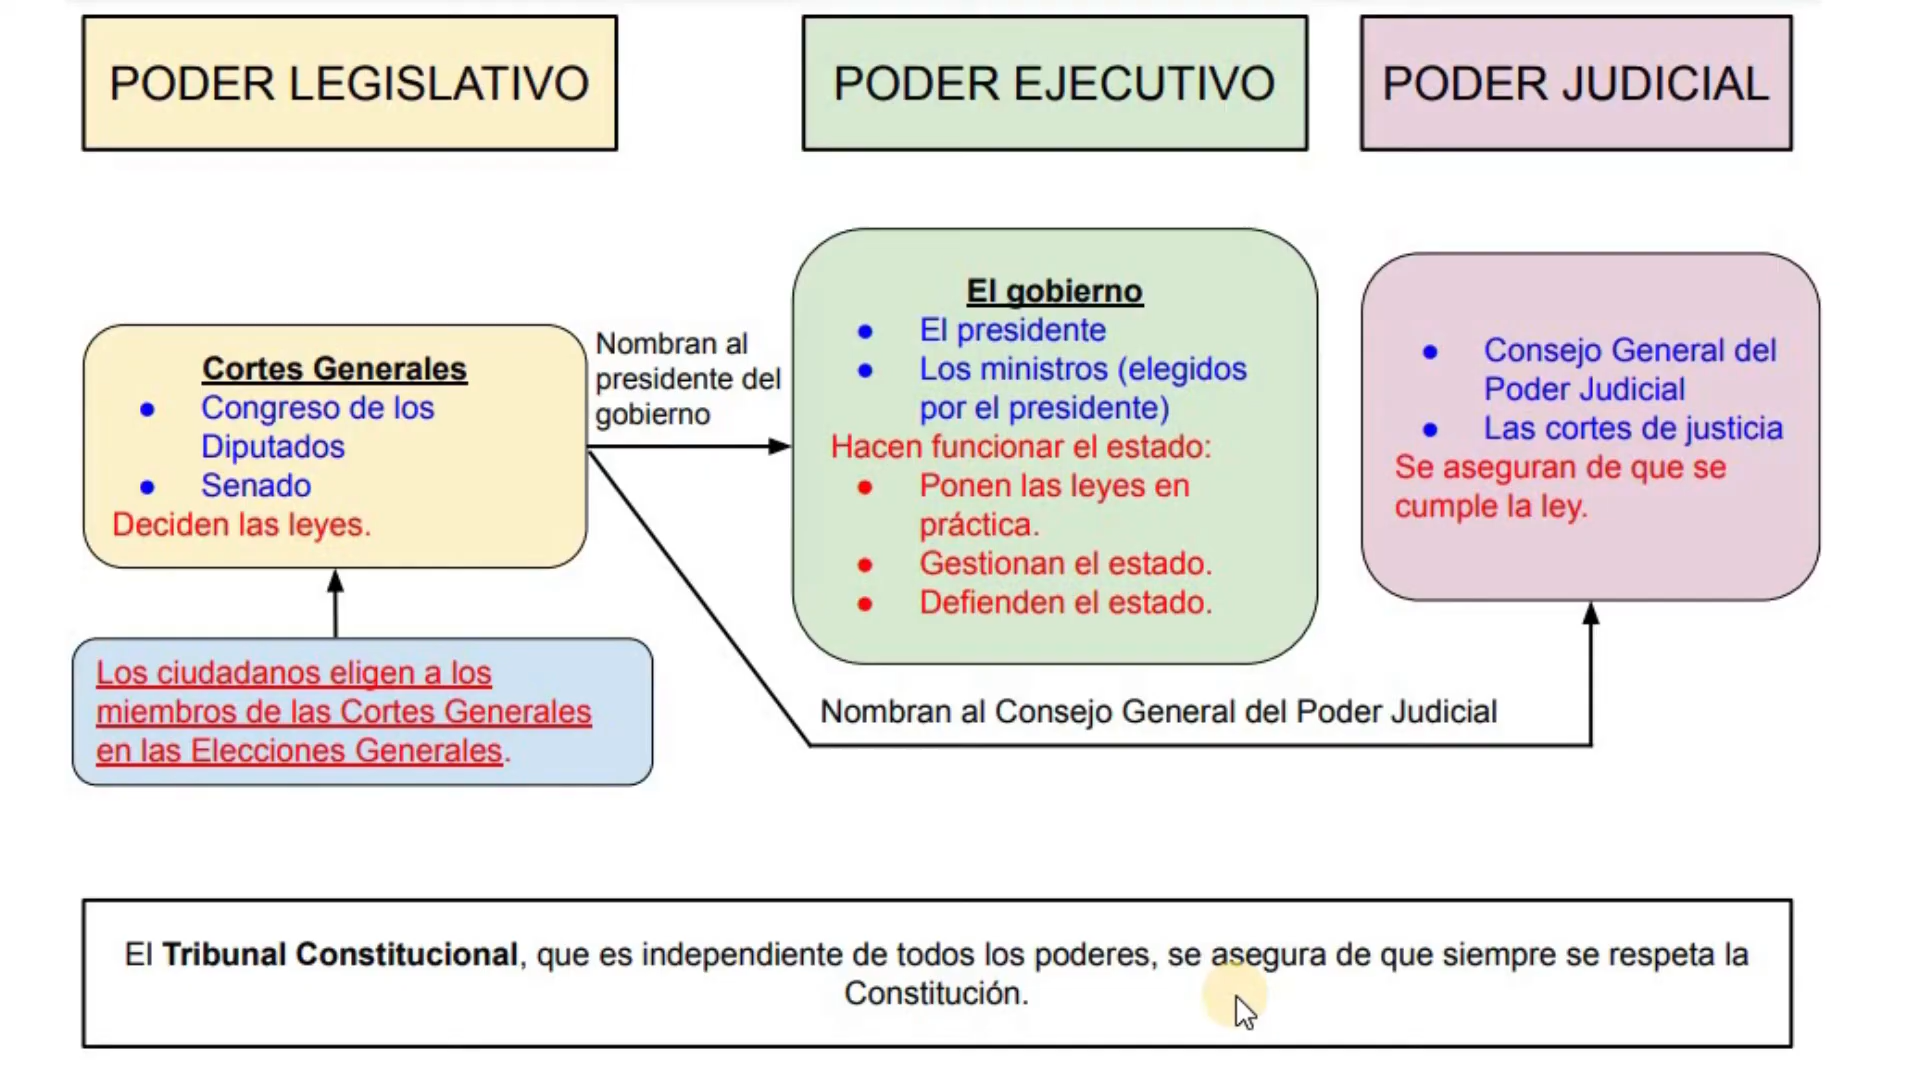 PODER LEGISLATIVO
PODER EJECUTIVO
PODER JUDICIAL
Cortes Generales
● Congreso de los
Diputados
● Senado
Deciden las leyes.
Los ciudadanos eligen a los
miembros de las Cortes Generales
en las Elecciones Generales.
Nombran al
presidente del
gobierno
El gobierno
● El presidente
● Los ministros (elegidos
por el presidente)
Hacen funcionar el estado:
● Ponen las leyes en
práctica.
● Gestionan el estado.
● Defienden el estado.
● Consejo General del
Poder Judicial
● Las cortes de justicia
Se aseguran de que se
cumple la ley.
Nombran al Consejo General del Poder Judicial
El Tribunal Constitucional, que es independiente de todos los poderes, se asegura de que siempre se respeta la
Constitución.